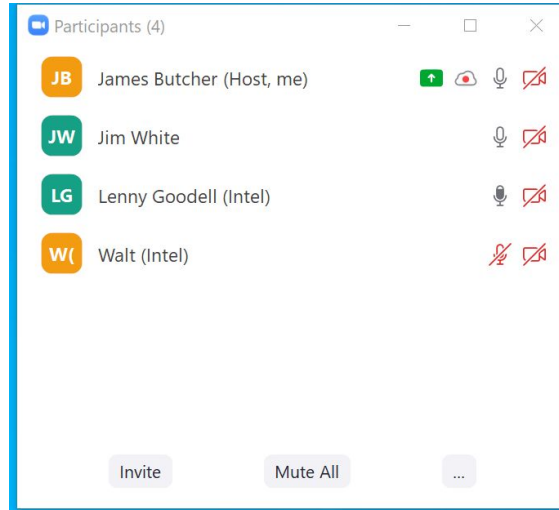 Participants (4)
JB James Butcher (Host, me)
JW Jim White
LG Lenny Goodell (Intel)
W( Walt (Intel)
Invite Mute All ...